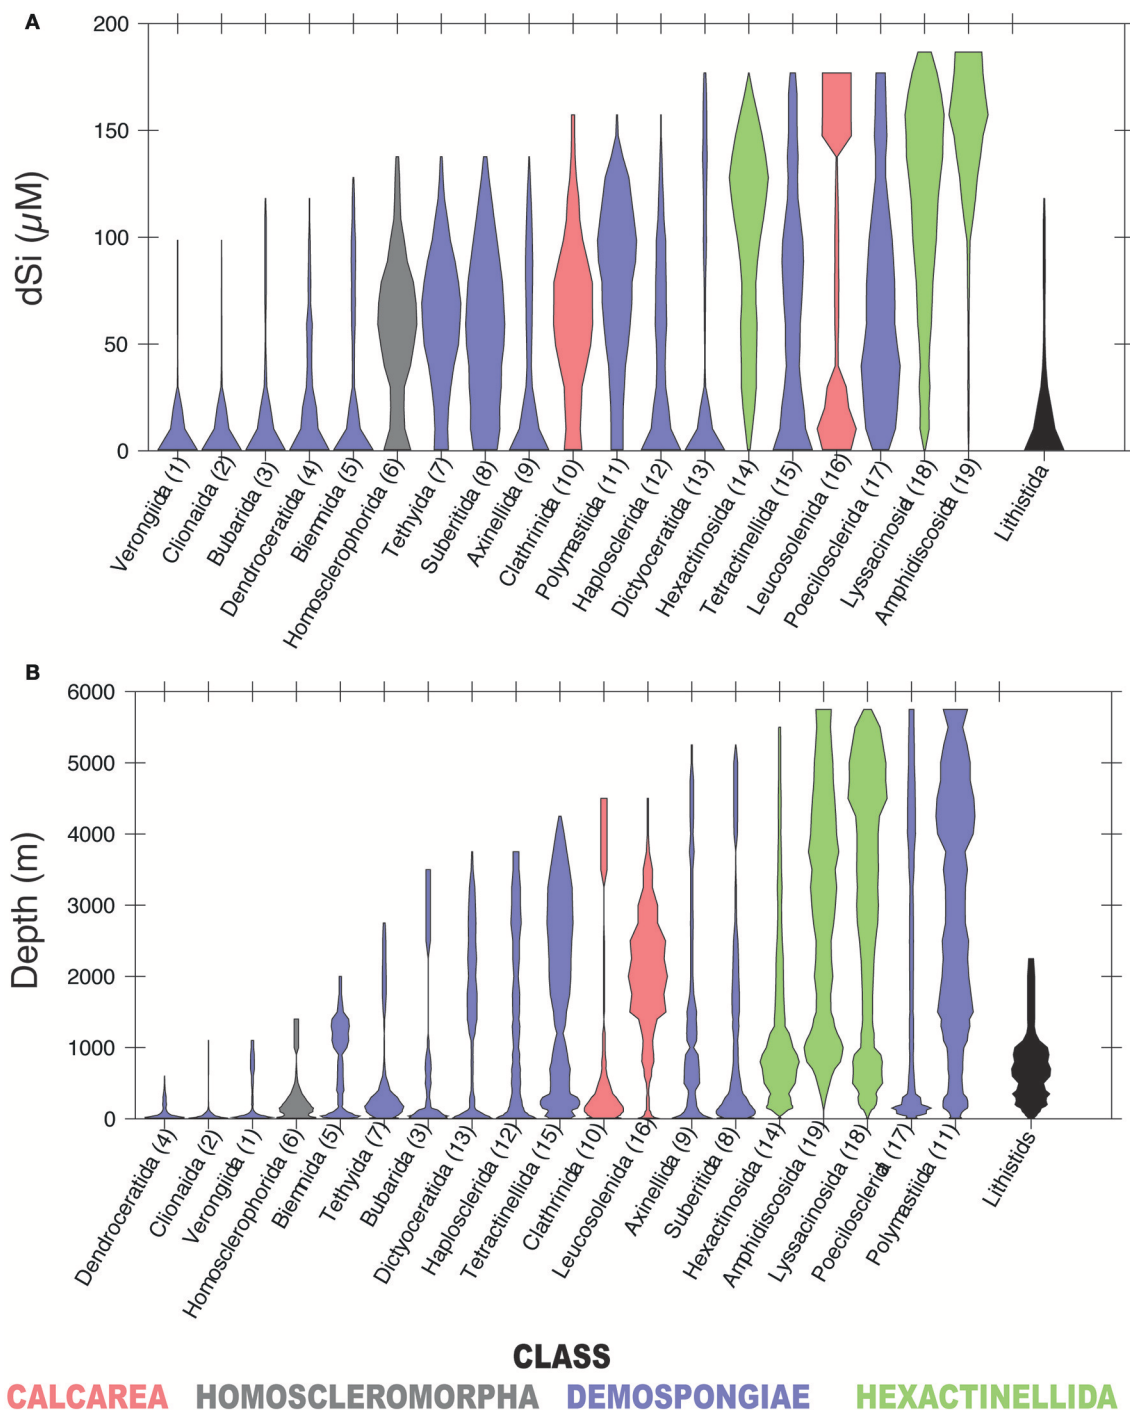 A
200
150
100
50
0
dSi (µM)
Verongiida (1)
Clionaida (2)
Bubarida (3)
Dendroceratida (4)
Biemnida (5)
Homosclerophorida (6)
Tethyida (7)
Suberitida (8)
Axinellida (9)
Clathrinida (10)
Polymastiida (11)
Haplosclerida (12)
Dictyoceratida (13)
Hexactinosida (14)
Tetractinellida (15)
Leucosolenida (16)
Poecilosclerida (17)
Lyssacinosid (18)
Amphidiscosida (19)
Lithistida
B
6000
5000
4000
3000
2000
1000
0
Depth (m)
Dendroceratida (4)
Clionaida (2)
Verongiida (1)
Homosclerophorida (6)
Biemnida (5)
Tethyida (7)
Bubarida (3)
Dictyoceratida (13)
Haplosclerida (12)
Tetractinellida (15)
Clathrinida (10)
Leucosolenida (16)
Axinellida (9)
Suberitida (8)
Hexactinosida (14)
Amphidiscosida (19)
Lyssacinosida (18)
Poecilosclerida (17)
Polymastiida (11)
Lithistids
CLASS
CALCAREA HOMOSCLEROMORPHA DEMOSPONGIAE HEXACTINELLIDA